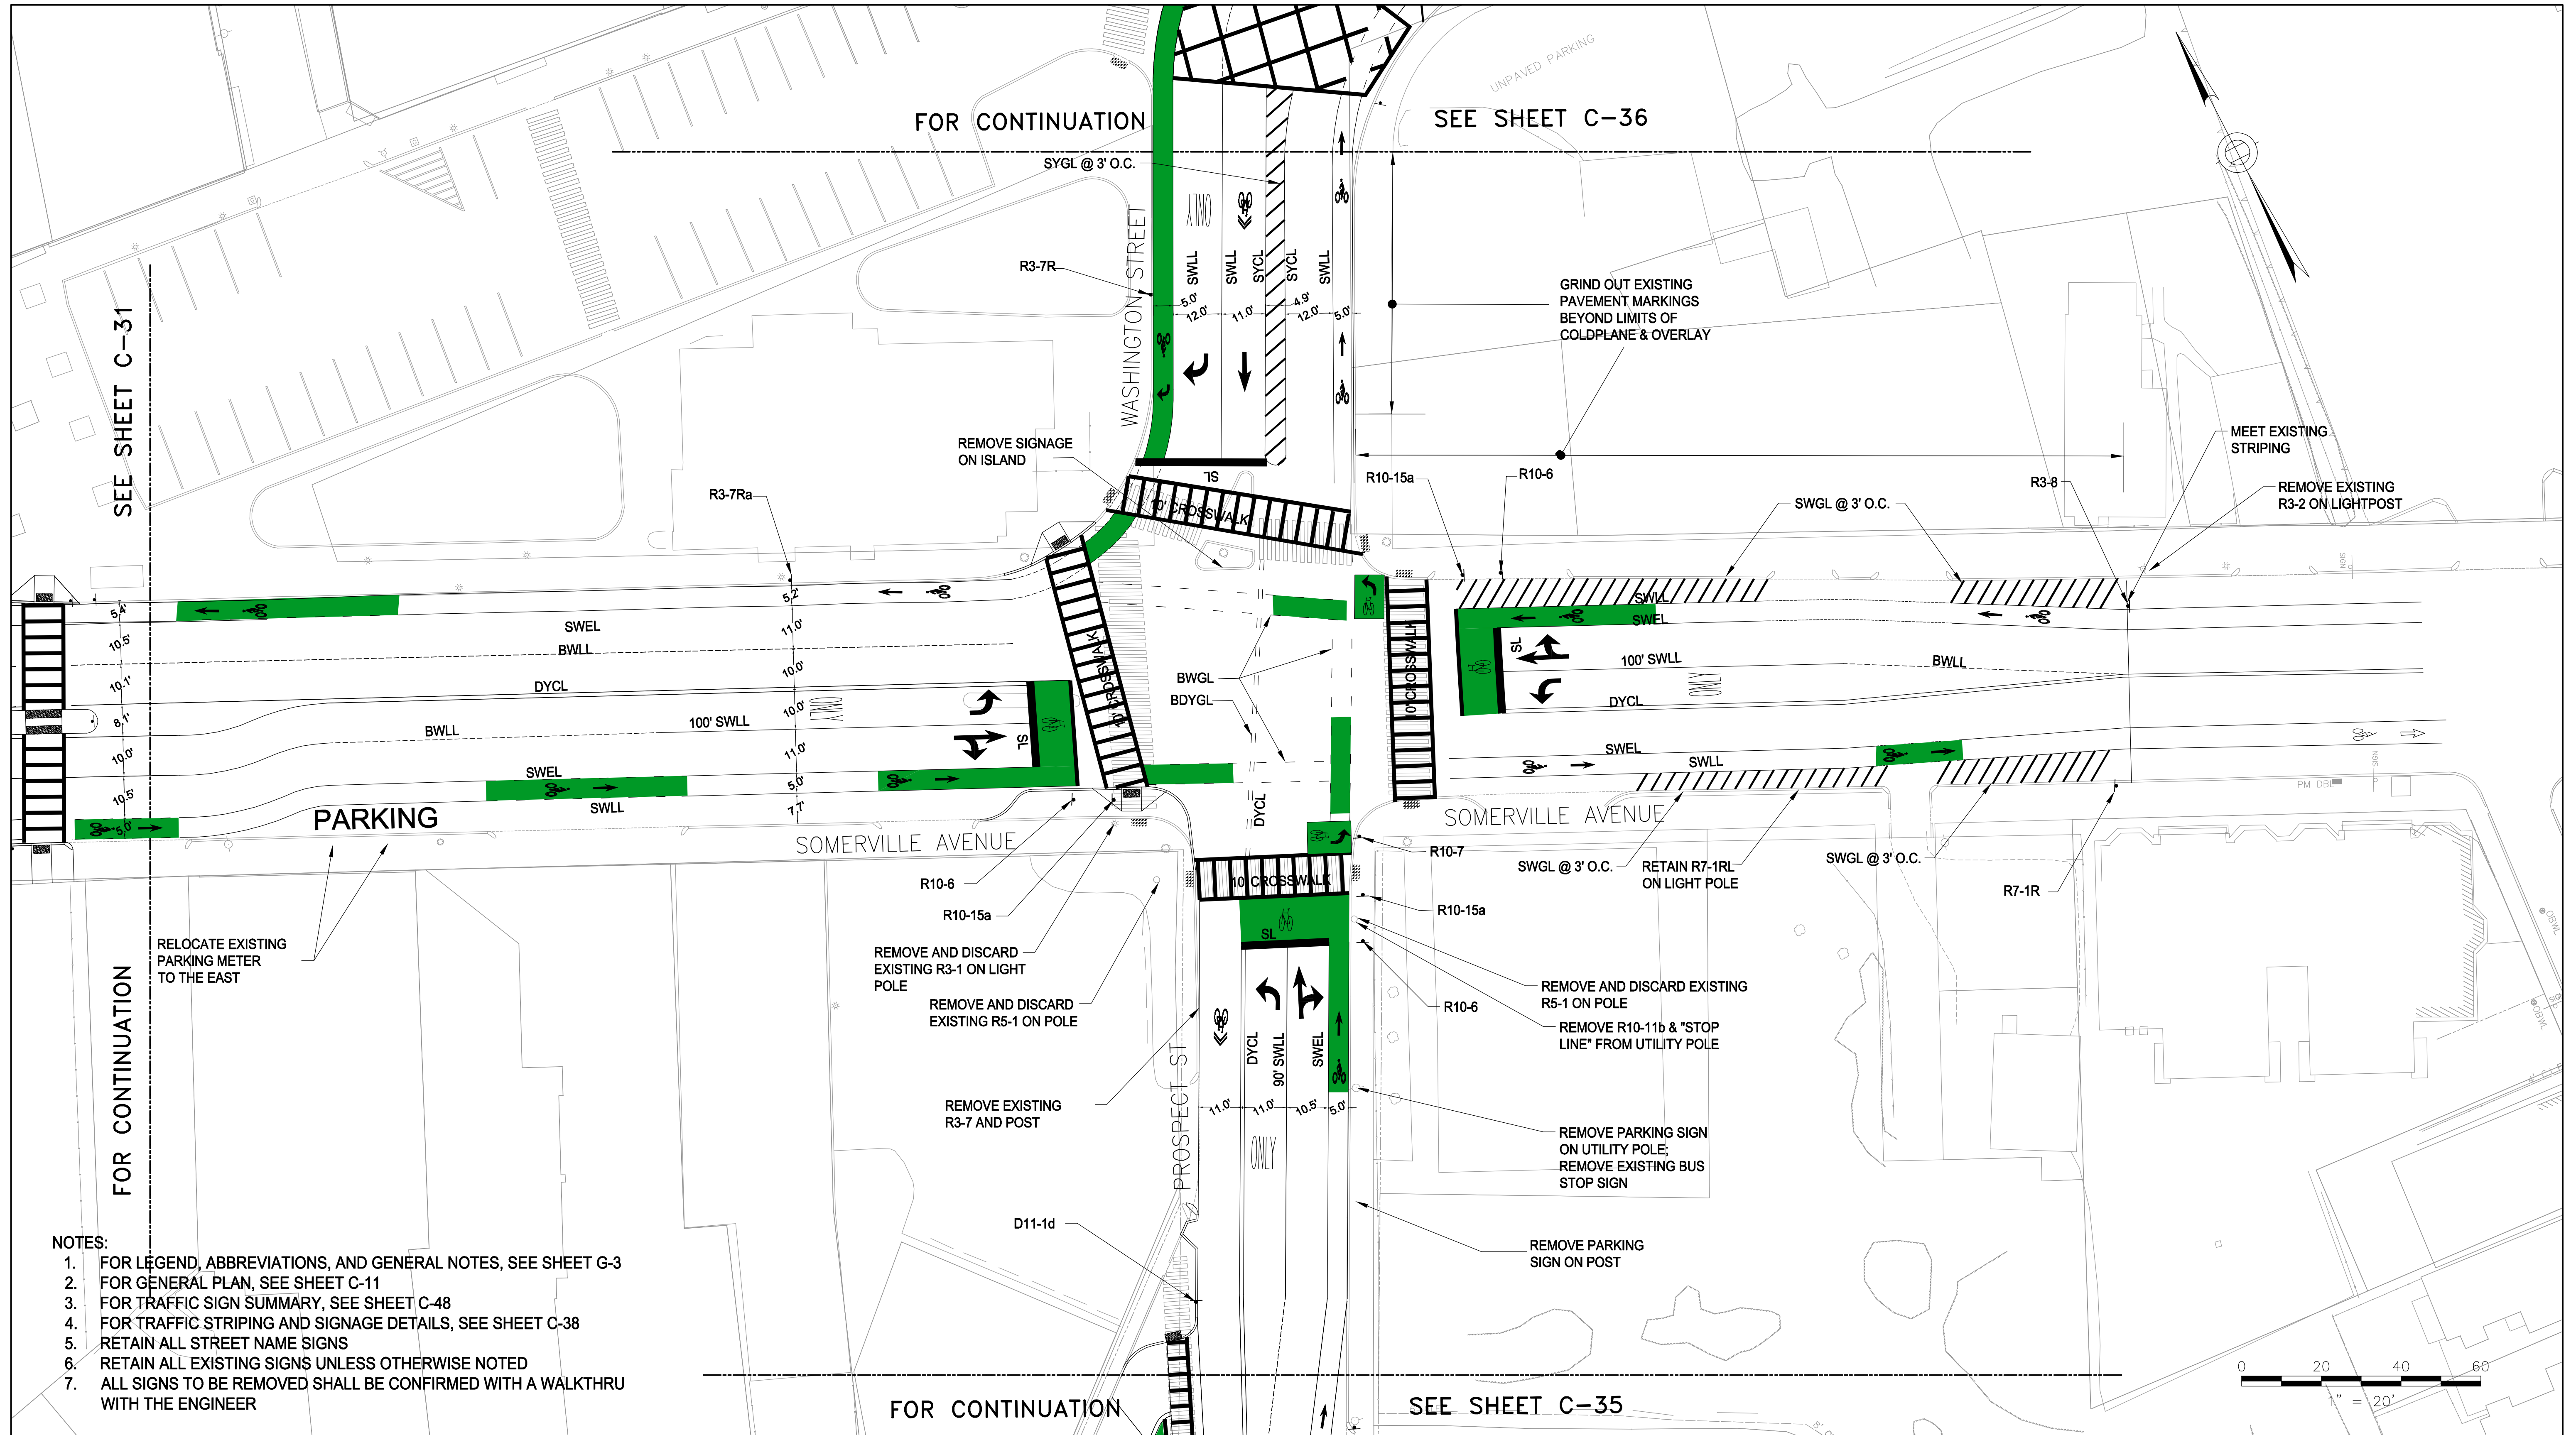 UNPAVED PARKING
FOR CONTINUATION
SEE SHEET C-36
SYGL @ 3' O.C.
ONLY
WASHINGTON STREET
SWLL
SWLL
SYCL
SYCL
SWLL
R3-7R
5.0'
12.0'
11.0'
4.9'
12.0'
5.0'
GRIND OUT EXISTING
PAVEMENT MARKINGS
BEYOND LIMITS OF
COLDPLANE & OVERLAY
SEE SHEET C-31
REMOVE SIGNAGE
ON ISLAND
SL
10' CROSSWALK
R3-7Ra
R10-15a
R10-6
SWGL @ 3' O.C.
R3-8
MEET EXISTING
STRIPING
REMOVE EXISTING
R3-2 ON LIGHTPOST
SIGN
5.4'
10.5'
10.1'
8.1'
10.0'
10.5'
5.0'
SWEL
BWLL
DYCL
BWLL
100' SWLL
SWEL
SWLL
5.2'
11.0'
10.0'
10.0'
11.0'
5.0'
7.7'
ONLY
SL
10' CROSSWALK
BWGL
BDYGL
DYCL
10' CROSSWALK
SL
SWLL
SWEL
100' SWLL
BWLL
ONLY
DYCL
SWEL
SWLL
SIGN
PM DBL
PARKING
SOMERVILLE AVENUE
SOMERVILLE AVENUE
R10-6
R10-15a
REMOVE AND DISCARD
EXISTING R3-1 ON LIGHT
POLE
REMOVE AND DISCARD
EXISTING R5-1 ON POLE
RELOCATE EXISTING
PARKING METER
TO THE EAST
R10-7
SWGL @ 3' O.C.
RETAIN R7-1RL
ON LIGHT POLE
SWGL @ 3' O.C.
R7-1R
10' CROSSWALK
R10-15a
SL
R10-6
REMOVE AND DISCARD EXISTING
R5-1 ON POLE
REMOVE R10-11b & "STOP
LINE" FROM UTILITY POLE
OBWL
OBWL
FOR CONTINUATION
DYCL
90' SWLL
SWEL
PROSPECT ST
REMOVE EXISTING
R3-7 AND POST
11.0'
11.0'
10.5'
5.0'
ONLY
REMOVE PARKING SIGN
ON UTILITY POLE;
REMOVE EXISTING BUS
STOP SIGN
D11-1d
REMOVE PARKING
SIGN ON POST
NOTES:
1. FOR LEGEND, ABBREVIATIONS, AND GENERAL NOTES, SEE SHEET G-3
2. FOR GENERAL PLAN, SEE SHEET C-11
3. FOR TRAFFIC SIGN SUMMARY, SEE SHEET C-48
4. FOR TRAFFIC STRIPING AND SIGNAGE DETAILS, SEE SHEET C-38
5. RETAIN ALL STREET NAME SIGNS
6. RETAIN ALL EXISTING SIGNS UNLESS OTHERWISE NOTED
7. ALL SIGNS TO BE REMOVED SHALL BE CONFIRMED WITH A WALKTHRU
WITH THE ENGINEER
FOR CONTINUATION
SEE SHEET C-35
0 20 40 60
1" = 20'